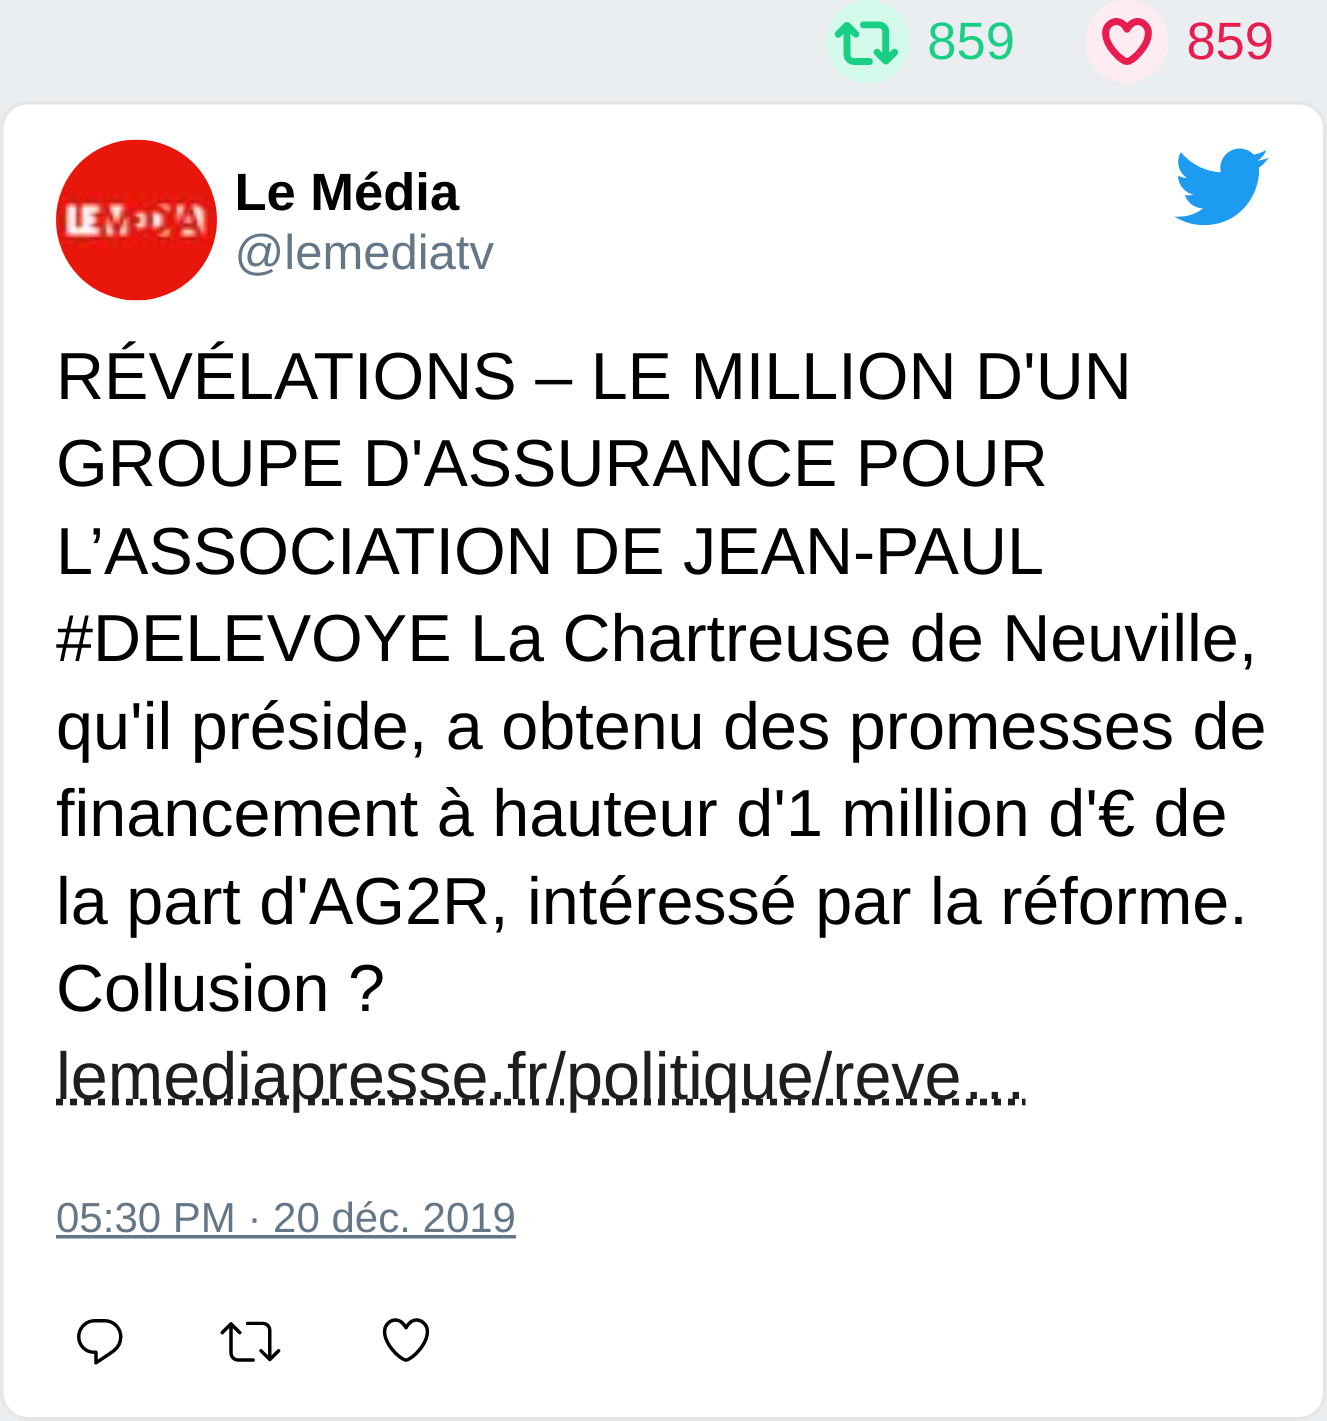 859 859
Le Média
@lemediatv
RÉVÉLATIONS – LE MILLION D'UN
GROUPE D'ASSURANCE POUR
L’ASSOCIATION DE JEAN-PAUL
#DELEVOYE La Chartreuse de Neuville,
qu'il préside, a obtenu des promesses de
financement à hauteur d'1 million d'€ de
la part d'AG2R, intéressé par la réforme.
Collusion ?
lemediapresse.fr/politique/reve…
05:30 PM · 20 déc. 2019